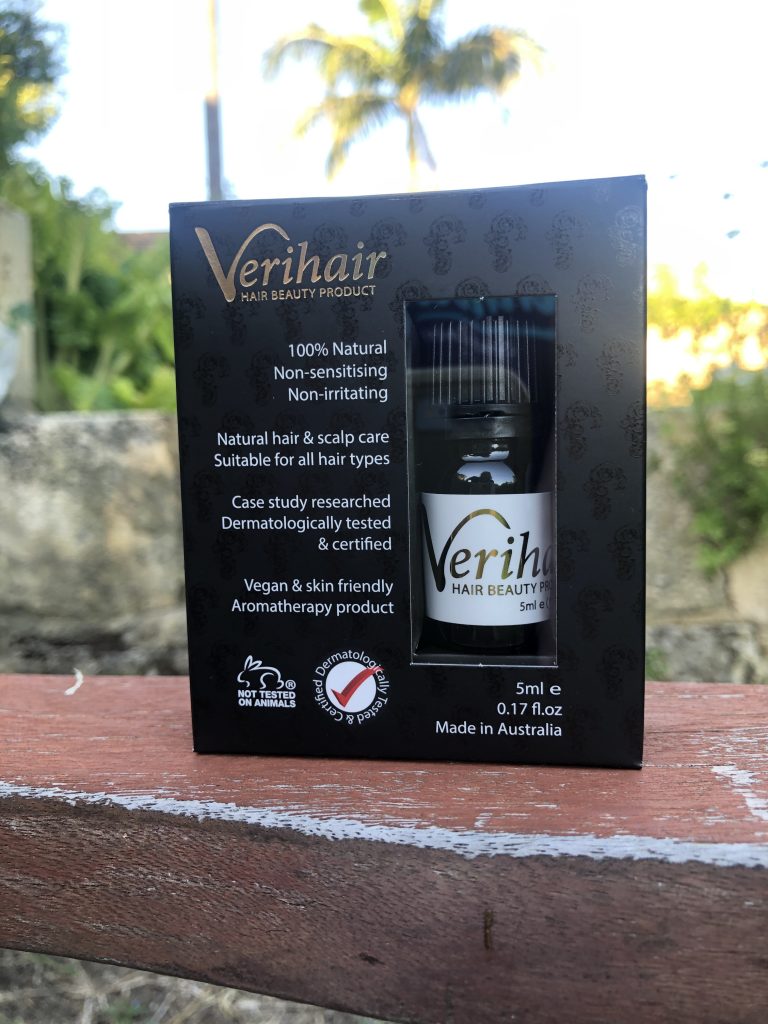 Verihair
HAIR BEAUTY PRODUCT
100% Natural
Non-sensitising
Non-irritating
Natural hair & scalp care
Suitable for all hair types
Case study researched
Dermatologically tested
& certified
Vegan & skin friendly
Aromatherapy product
NOT TESTED
ON ANIMALS
®
Dermatologically Tested & Certified
Veriha
HAIR BEAUTY PR
5ml e (
5ml e
0.17 fl.oz
Made in Australia